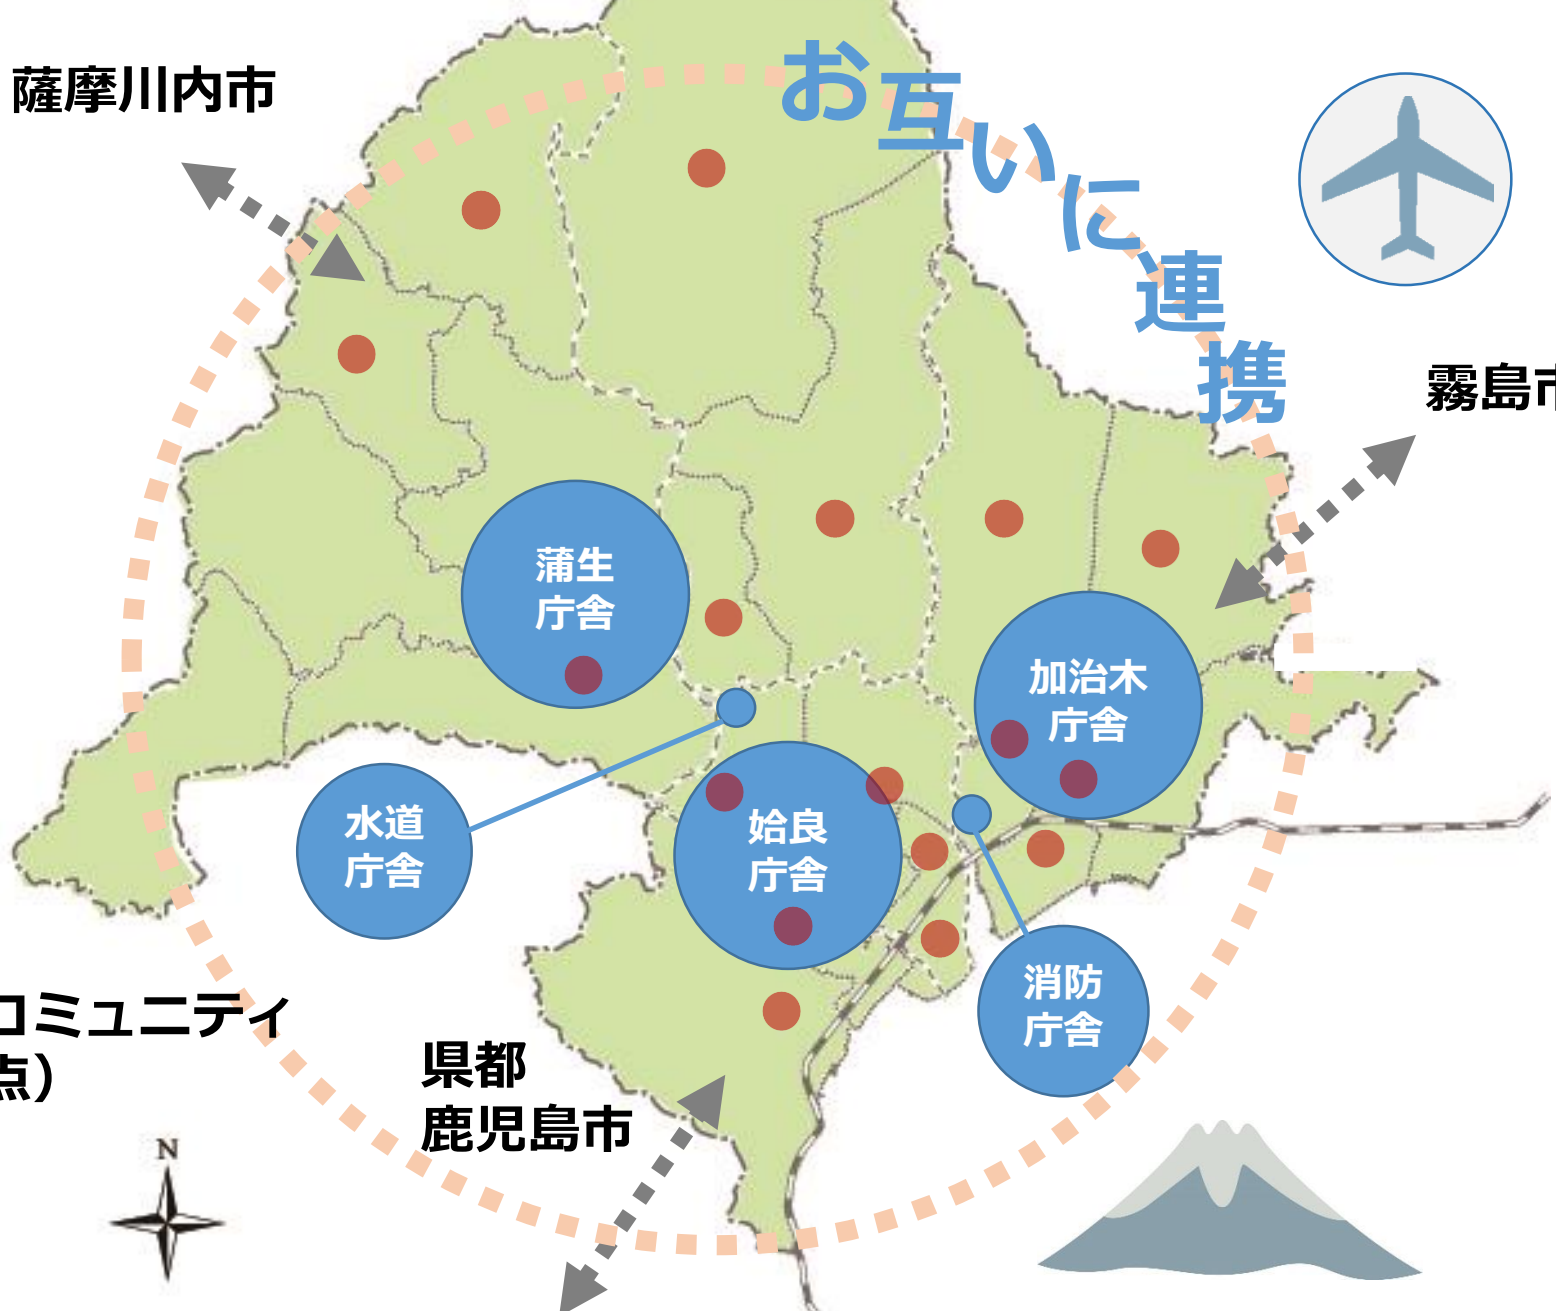 薩摩川内市
お互いに連携
霧島市
蒲生
庁舎
加治木
庁舎
水道
庁舎
姶良
庁舎
消防
庁舎
コミュニティ
点）
県都
鹿児島市
N